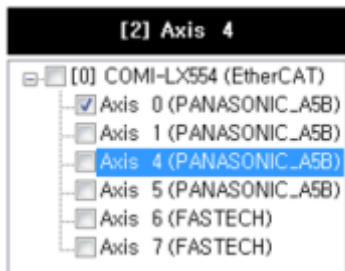 [2] Axis 4
[0] COMI-LX554 (EtherCAT)
Axis 0 (PANASONIC_A5B)
Axis 1 (PANASONIC_A5B)
Axis 4 (PANASONIC_A5B)
Axis 5 (PANASONIC_A5B)
Axis 6 (FASTECH)
Axis 7 (FASTECH)